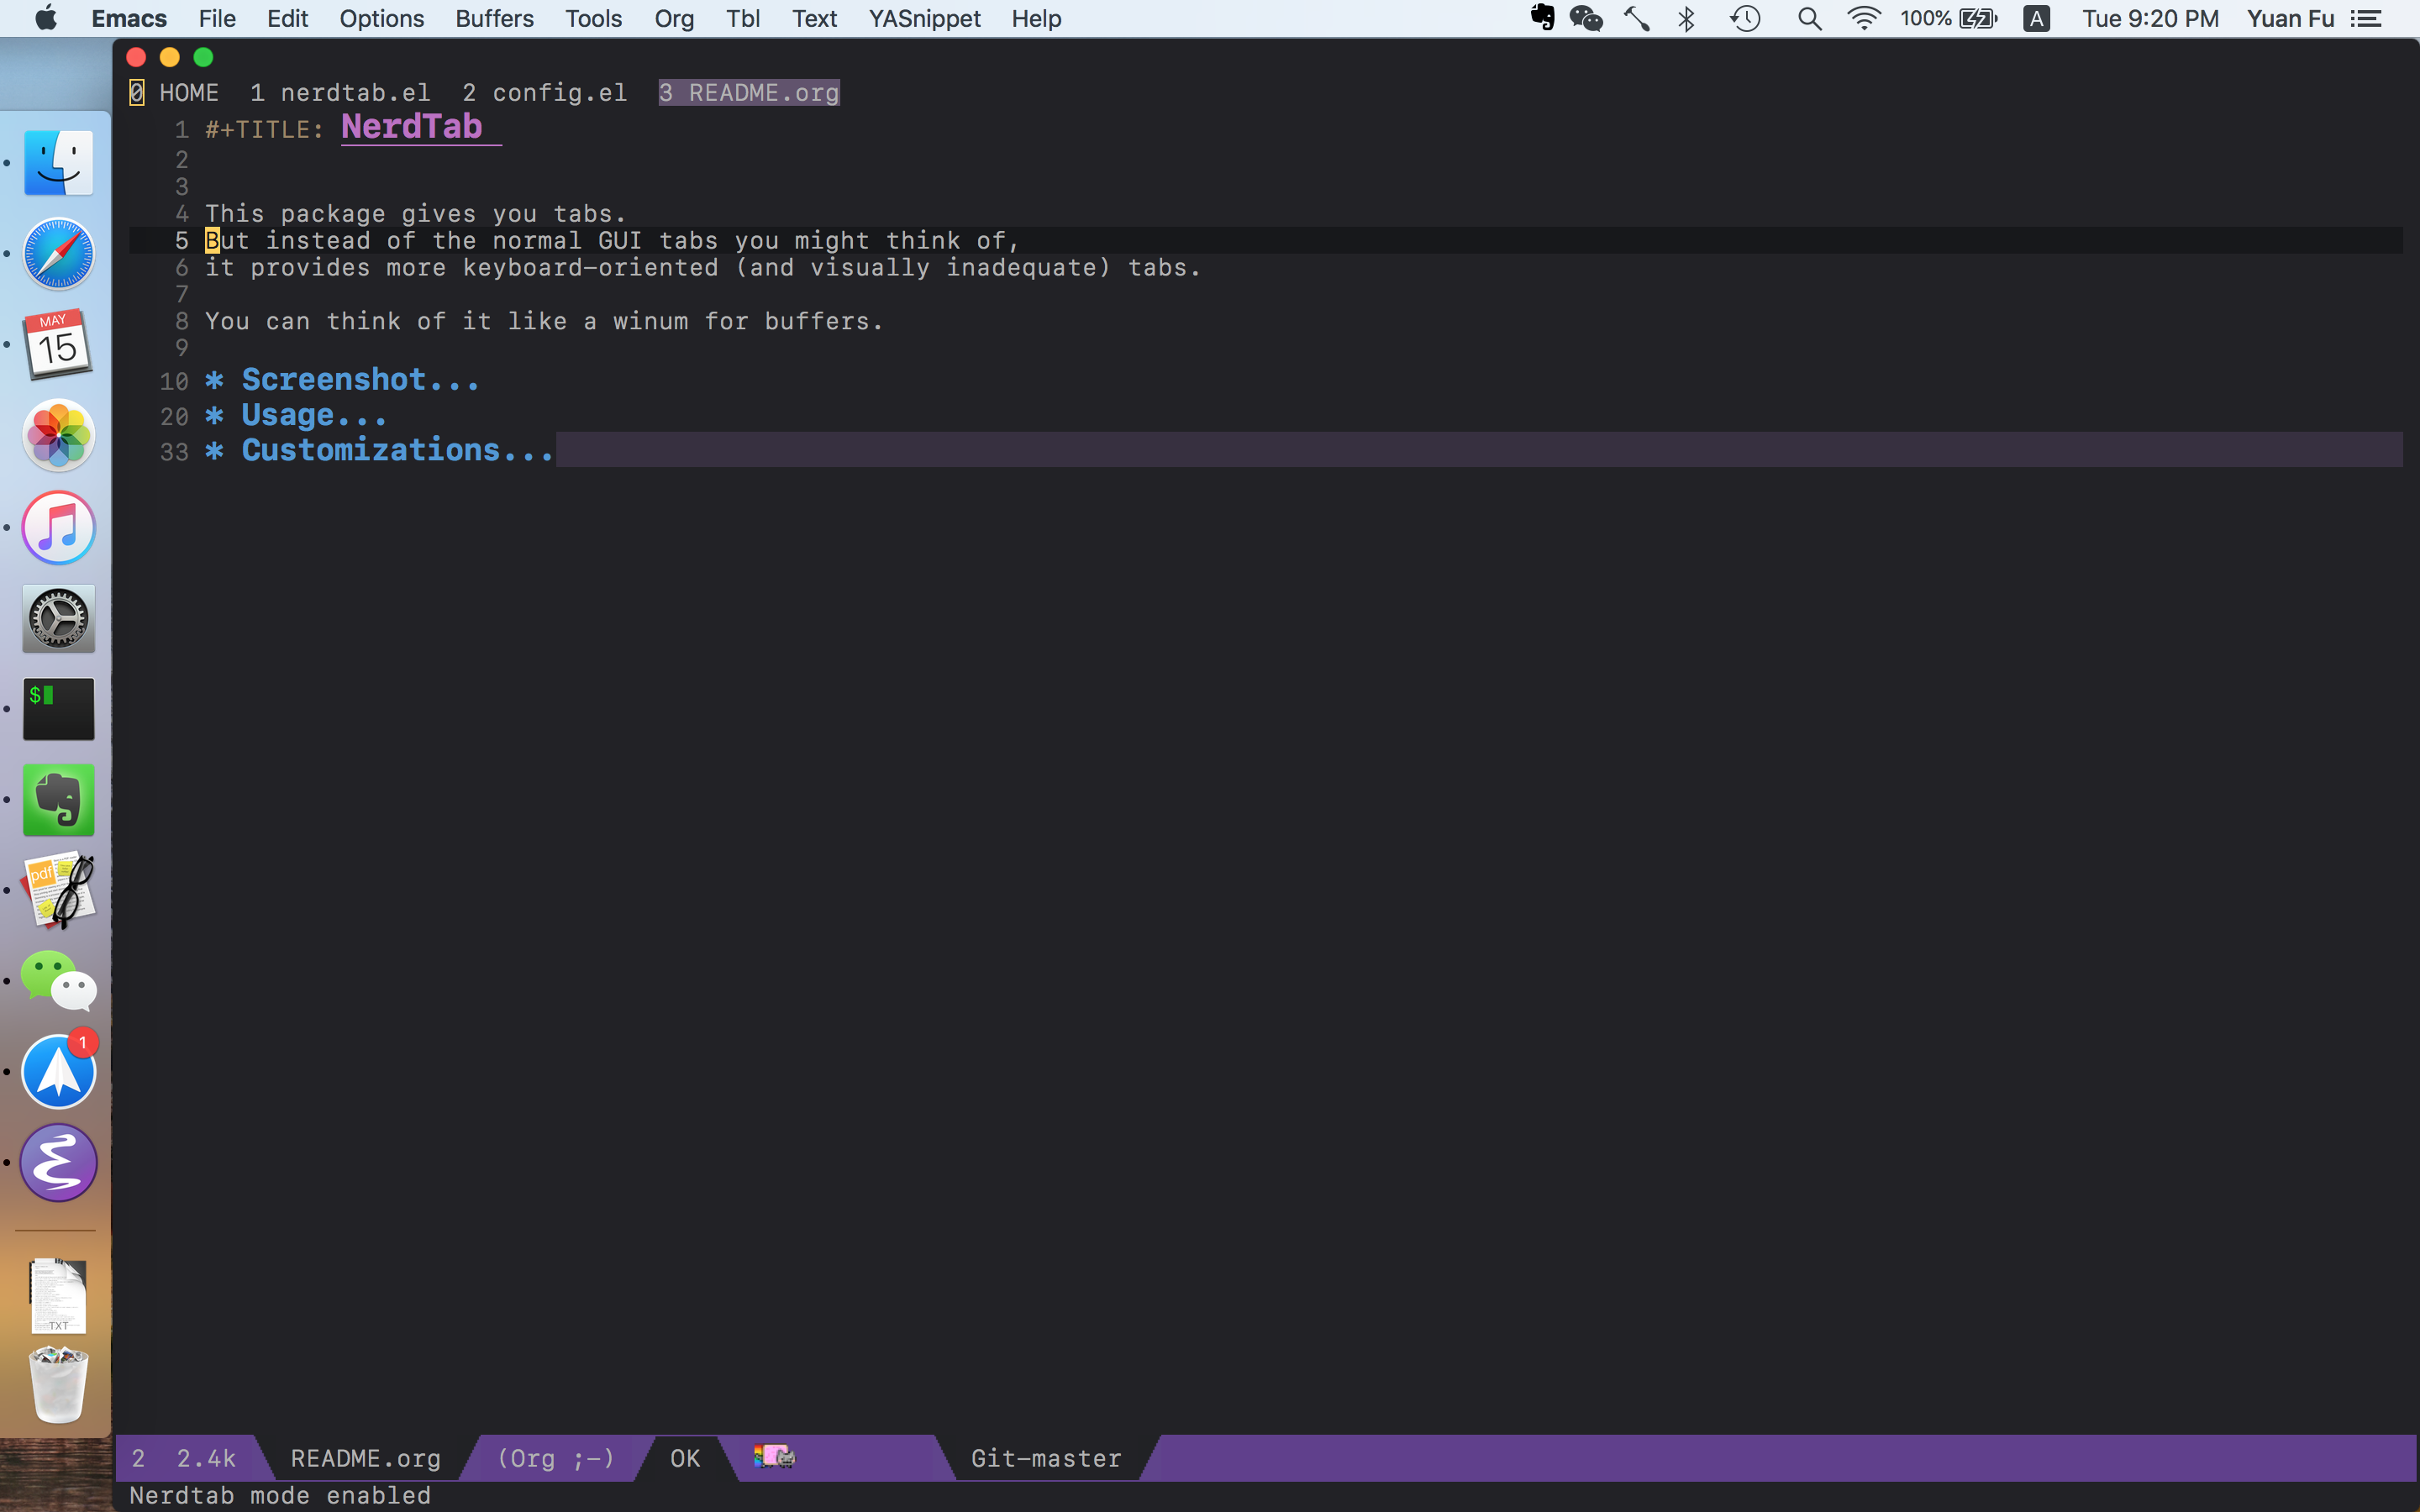 Emacs File Edit Options Buffers Tools Org Tbl Text YASnippet Help 100% A Tue 9:20 PM Yuan Fu
0 HOME 1 nerdtab.el 2 config.el 3 README.org
1 #+TITLE: NerdTab
2
3
4 This package gives you tabs.
5 But instead of the normal GUI tabs you might think of,
6 it provides more keyboard-oriented (and visually inadequate) tabs.
7
8 You can think of it like a winum for buffers.
9
10 * Screenshot...
20 * Usage...
33 * Customizations...
MAY
15
$
pdf
1
TXT
2 2.4k README.org (Org ;-) OK Git-master
Nerdtab mode enabled